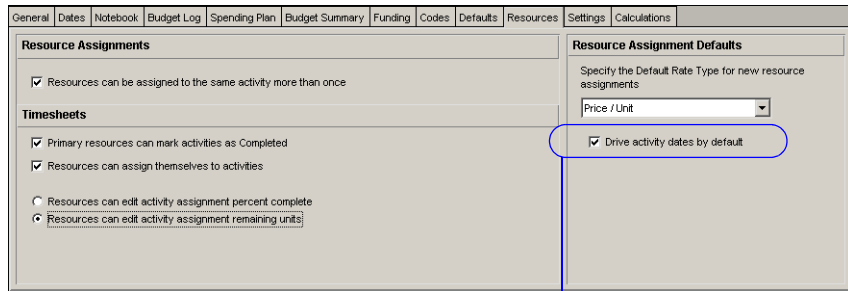 General Dates Notebook Budget Log Spending Plan Budget Summary Funding Codes Defaults Resources Settings Calculations
Resource Assignments
Resources can be assigned to the same activity more than once
Timesheets
Primary resources can mark activities as Completed
Resources can assign themselves to activities
Resources can edit activity assignment percent complete
Resources can edit activity assignment remaining units
Resource Assignment Defaults
Specify the Default Rate Type for new resource
assignments
Price / Unit
Drive activity dates by default